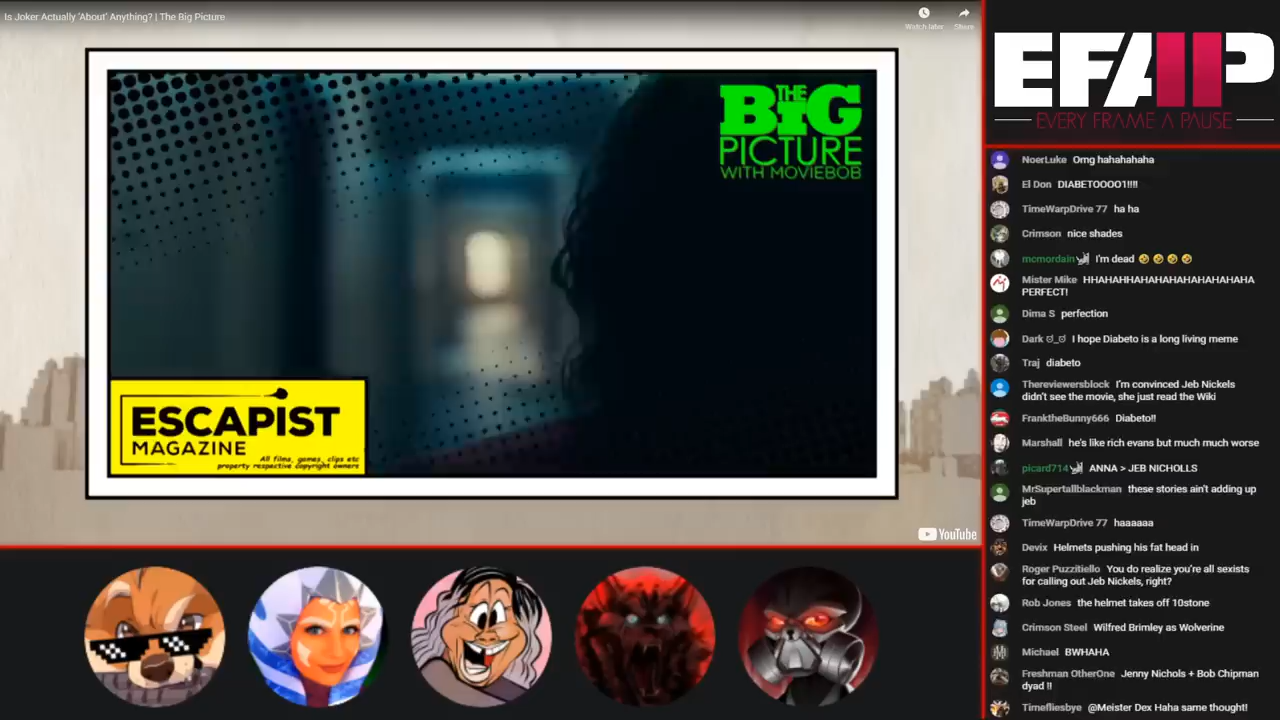 Is Joker Actually 'About' Anything? | The Big Picture
Watch later
Share
THE
BiG
PICTURE
WITH MOVIEBOB
ESCAPIST
MAGAZINE
All films, games, clips etc
property respective copyright owners
YouTube
EFAP
EVERY FRAME A PAUSE
NoerLuke Omg hahahahaha
El Don DIABETOOOO1!!!!
TimeWarpDrive 77 ha ha
Crimson nice shades
mcmordain I'm dead 🤣 🤣 🤣 🤣
Mister Mike HHAHAHHAHAHAHAHAHAHAHA
PERFECT!
Dima S perfection
Dark ಠ_ಠ I hope Diabeto is a long living meme
Traj diabeto
Thereviewersblock I'm convinced Jeb Nickels
didn't see the movie, she just read the Wiki
FranktheBunny666 Diabeto!!
Marshall he's like rich evans but much much worse
picard714 ANNA > JEB NICHOLLS
MrSupertallblackman these stories ain't adding up
jeb
TimeWarpDrive 77 haaaaaa
Devix Helmets pushing his fat head in
Roger Puzzitiello You do realize you're all sexists
for calling out Jeb Nickels, right?
Rob Jones the helmet takes off 10stone
Crimson Steel Wilfred Brimley as Wolverine
Michael BWHAHA
Freshman OtherOne Jenny Nichols + Bob Chipman
dyad !!
Timefliesbye @Meister Dex Haha same thought!